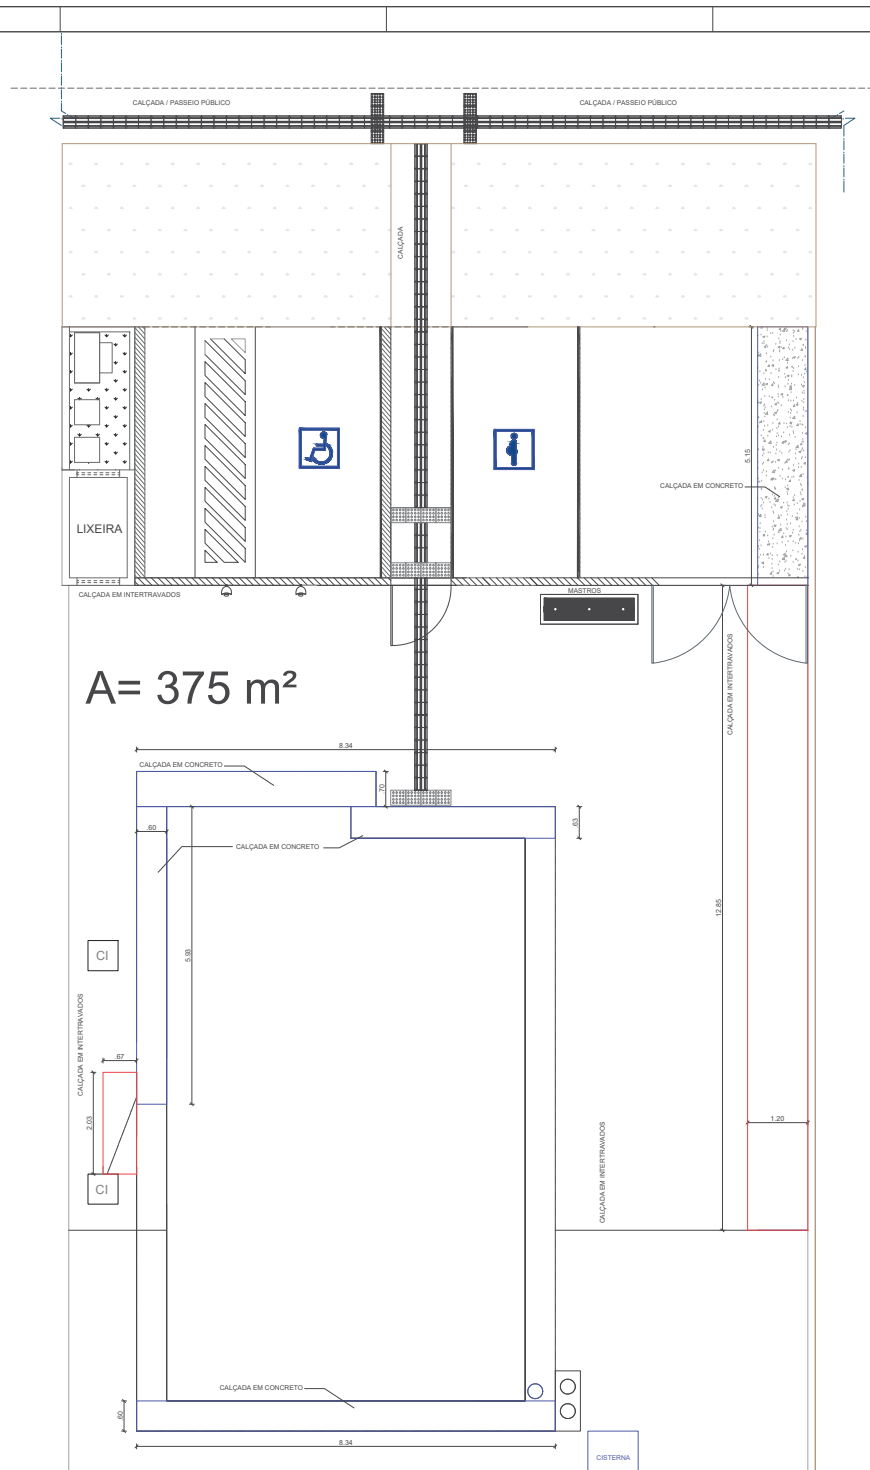 CALÇADA / PASSEIO PÚBLICO
CALÇADA / PASSEIO PÚBLICO
CALÇADA
5.15
CALÇADA EM CONCRETO
LIXEIRA
CALÇADA EM INTERTRAVADOS
MASTROS
CALÇADA EM INTERTRAVADOS
A= 375 m²
8.34
CALÇADA EM CONCRETO
.70
.60
.63
CALÇADA EM CONCRETO
12.85
5.93
CI
CALÇADA EM INTERTRAVADOS
.67
2.03
1.20
CALÇADA EM INTERTRAVADOS
CI
CALÇADA EM CONCRETO
.60
8.34
CISTERNA